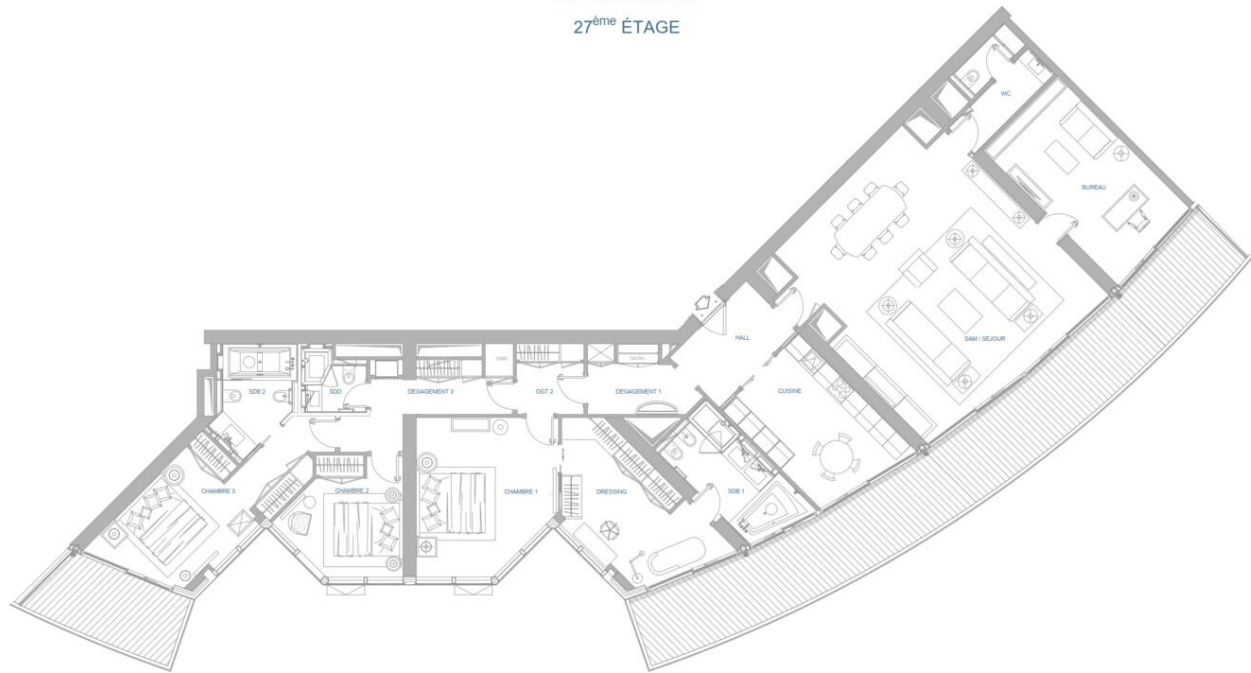 27ème ÉTAGE
WC
BUREAU
HALL
SAM / SEJOUR
SDB 2
SDD
DEGAGEMENT 3
DGT 2
DEGAGEMENT 1
CUISINE
CHAMBRE 3
CHAMBRE 2
CHAMBRE 1
DRESSING
SDB 1